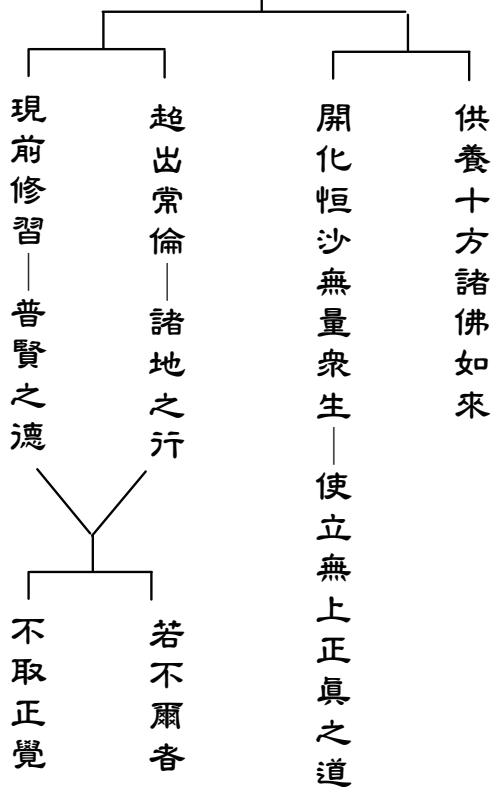 供養十方諸佛如來
開化恒沙無量衆生—使立無上正眞之道
超出常倫—諸地之行
現前修習—普賢之德
若不爾者
不取正覺